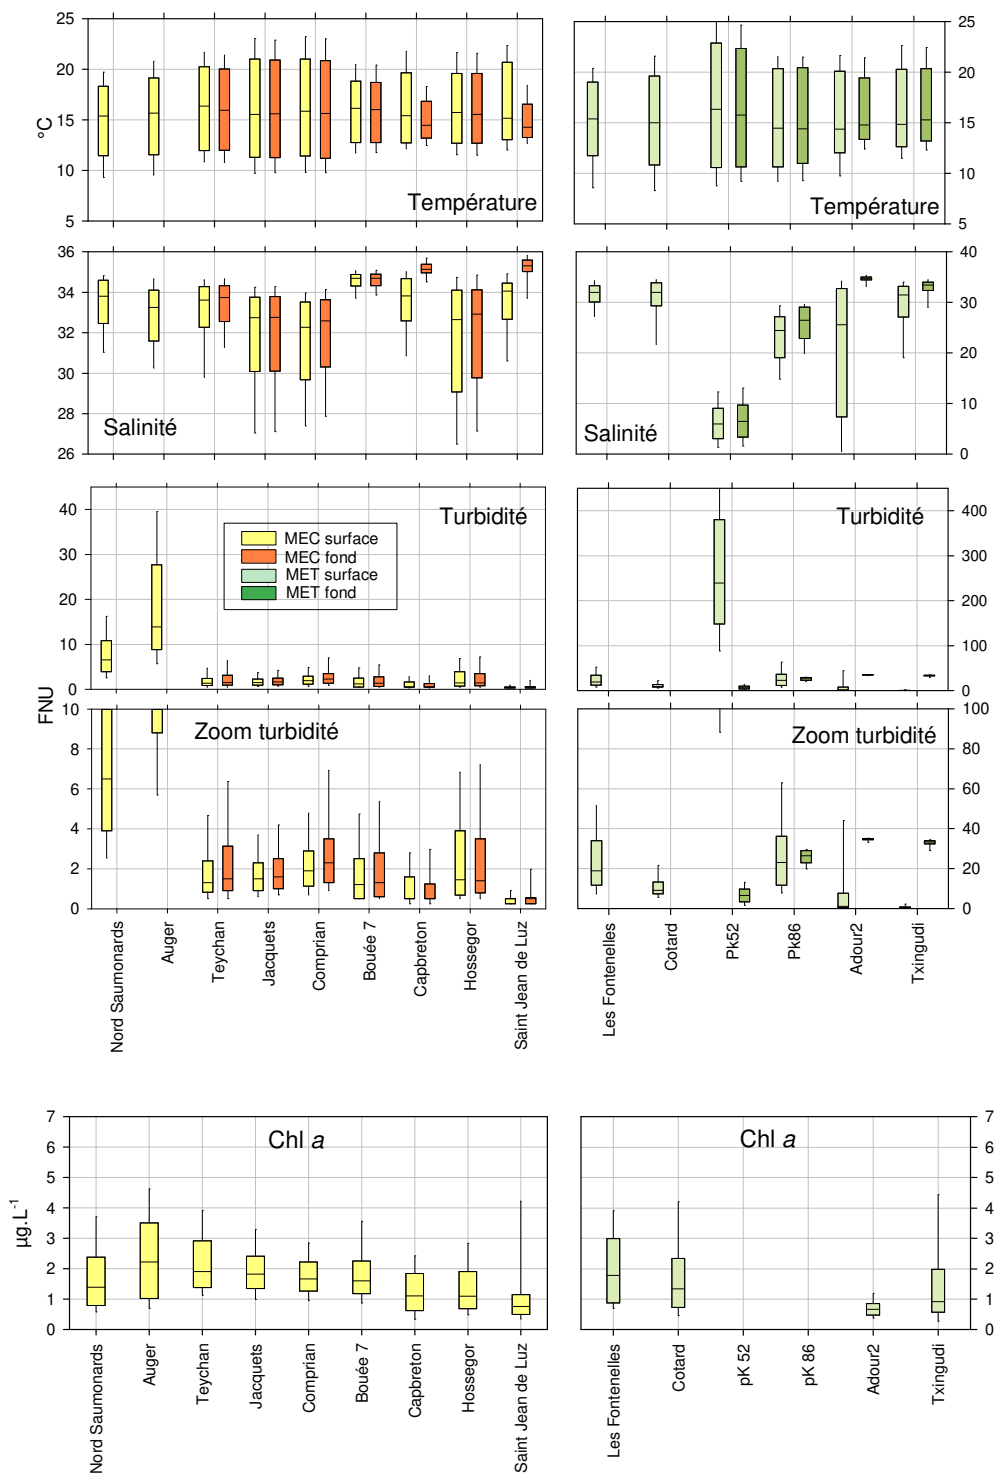 25
20
15
10
5
°C
Température
25
20
15
10
5
Température
36
34
32
30
28
26
Salinité
40
30
20
10
0
Salinité
40
30
20
10
0
Turbidité
MEC surface
MEC fond
MET surface
MET fond
400
300
200
100
0
Turbidité
FNU
10
8
6
4
2
0
Zoom turbidité
100
80
60
40
20
0
Zoom turbidité
Nord Saumonards
Auger
Teychan
Jacquets
Comprian
Bouée 7
Capbreton
Hossegor
Saint Jean de Luz
Les Fontenelles
Cotard
Pk52
Pk86
Adour2
Txingudi
7
6
5
4
3
2
1
0
µg.L-1
Chl a
7
6
5
4
3
2
1
0
Chl a
Nord Saumonards
Auger
Teychan
Jacquets
Comprian
Bouée 7
Capbreton
Hossegor
Saint Jean de Luz
Les Fontenelles
Cotard
pK 52
pK 86
Adour2
Txingudi